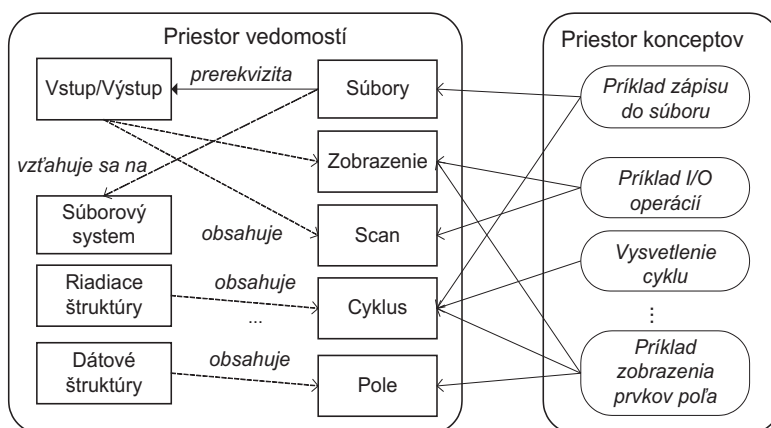 Priestor vedomostí
Vstup/Výstup
prerekvizita
Súbory
vzťahuje sa na
Zobrazenie
Súborový
system
obsahuje
Scan
Riadiace
štruktúry
obsahuje
...
Cyklus
Dátové
štruktúry
obsahuje
Pole
Priestor konceptov
Príklad zápisu
do súboru
Príklad I/O
operácií
Vysvetlenie
cyklu
...
Príklad
zobrazenia
prvkov poľa